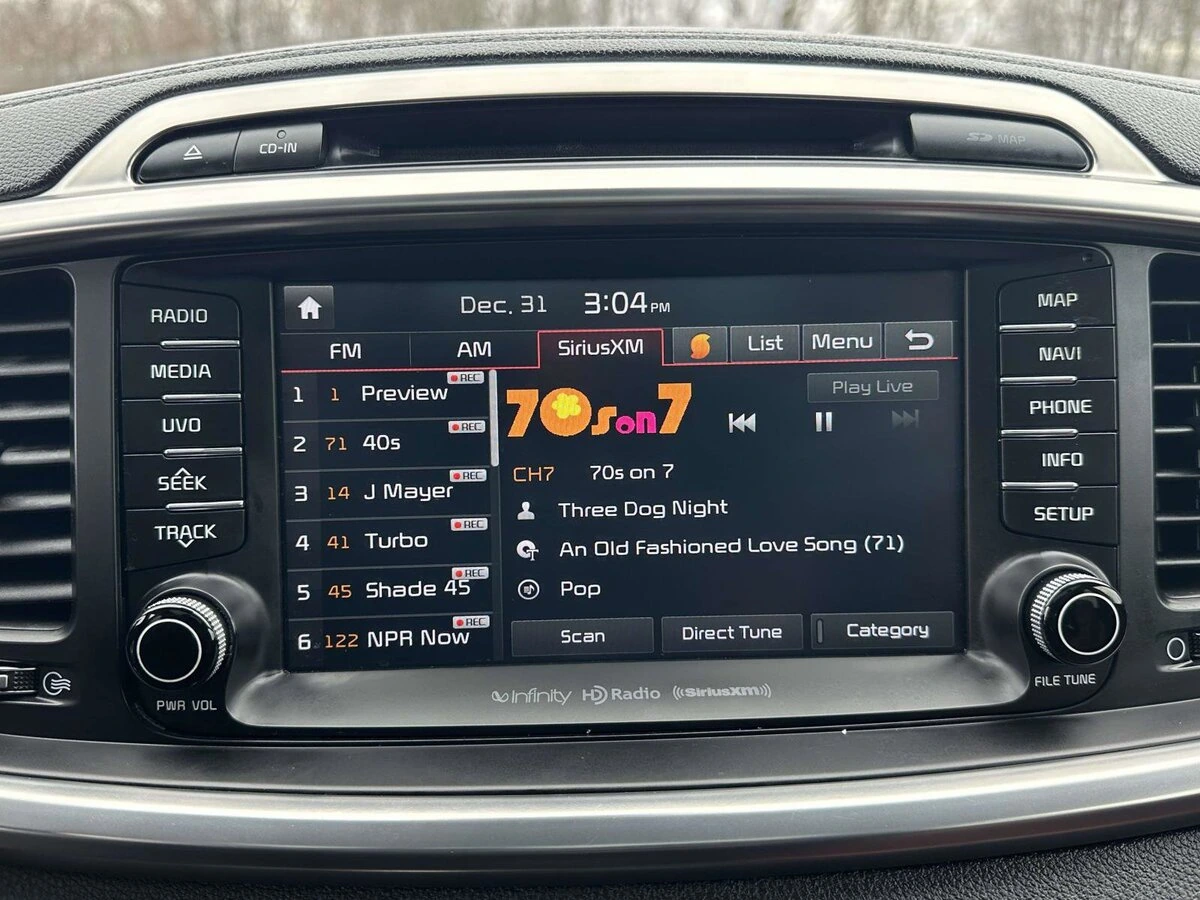 CD-IN
SD MAP
RADIO
MEDIA
UVO
SEEK
TRACK
PWR VOL
Dec. 31 3:04 PM
FM AM SiriusXM List Menu
1 1 Preview REC
2 71 40s REC
3 14 J Mayer REC
4 41 Turbo REC
5 45 Shade 45 REC
6 122 NPR Now REC
70s on 7
Play Live
CH7 70s on 7
Three Dog Night
An Old Fashioned Love Song (71)
Pop
Scan Direct Tune Category
MAP
NAVI
PHONE
INFO
SETUP
FILE TUNE
Infinity HD Radio ((SiriusXM))